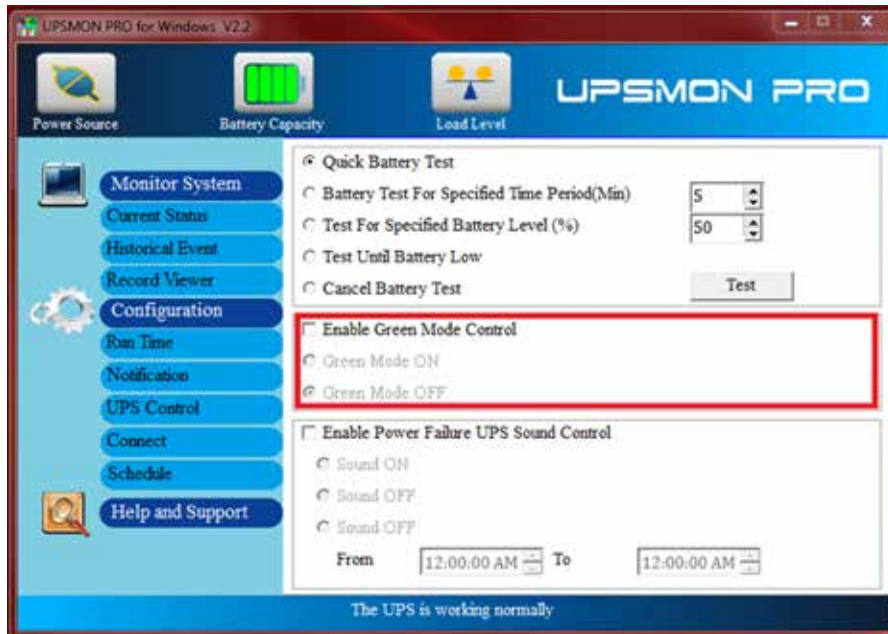 UPSMON PRO for Windows V2.2
UPSMON PRO
Power Source
Battery Capacity
Load Level
Monitor System
Current Status
Historical Event
Record Viewer
Configuration
Run Time
Notification
UPS Control
Connect
Schedule
Help and Support
Quick Battery Test
Battery Test For Specified Time Period(Min) 5
Test For Specified Battery Level (%) 50
Test Until Battery Low
Cancel Battery Test Test
Enable Green Mode Control
Green Mode ON
Green Mode OFF
Enable Power Failure UPS Sound Control
Sound ON
Sound OFF
Sound OFF
From 12:00:00 AM To 12:00:00 AM
The UPS is working normally